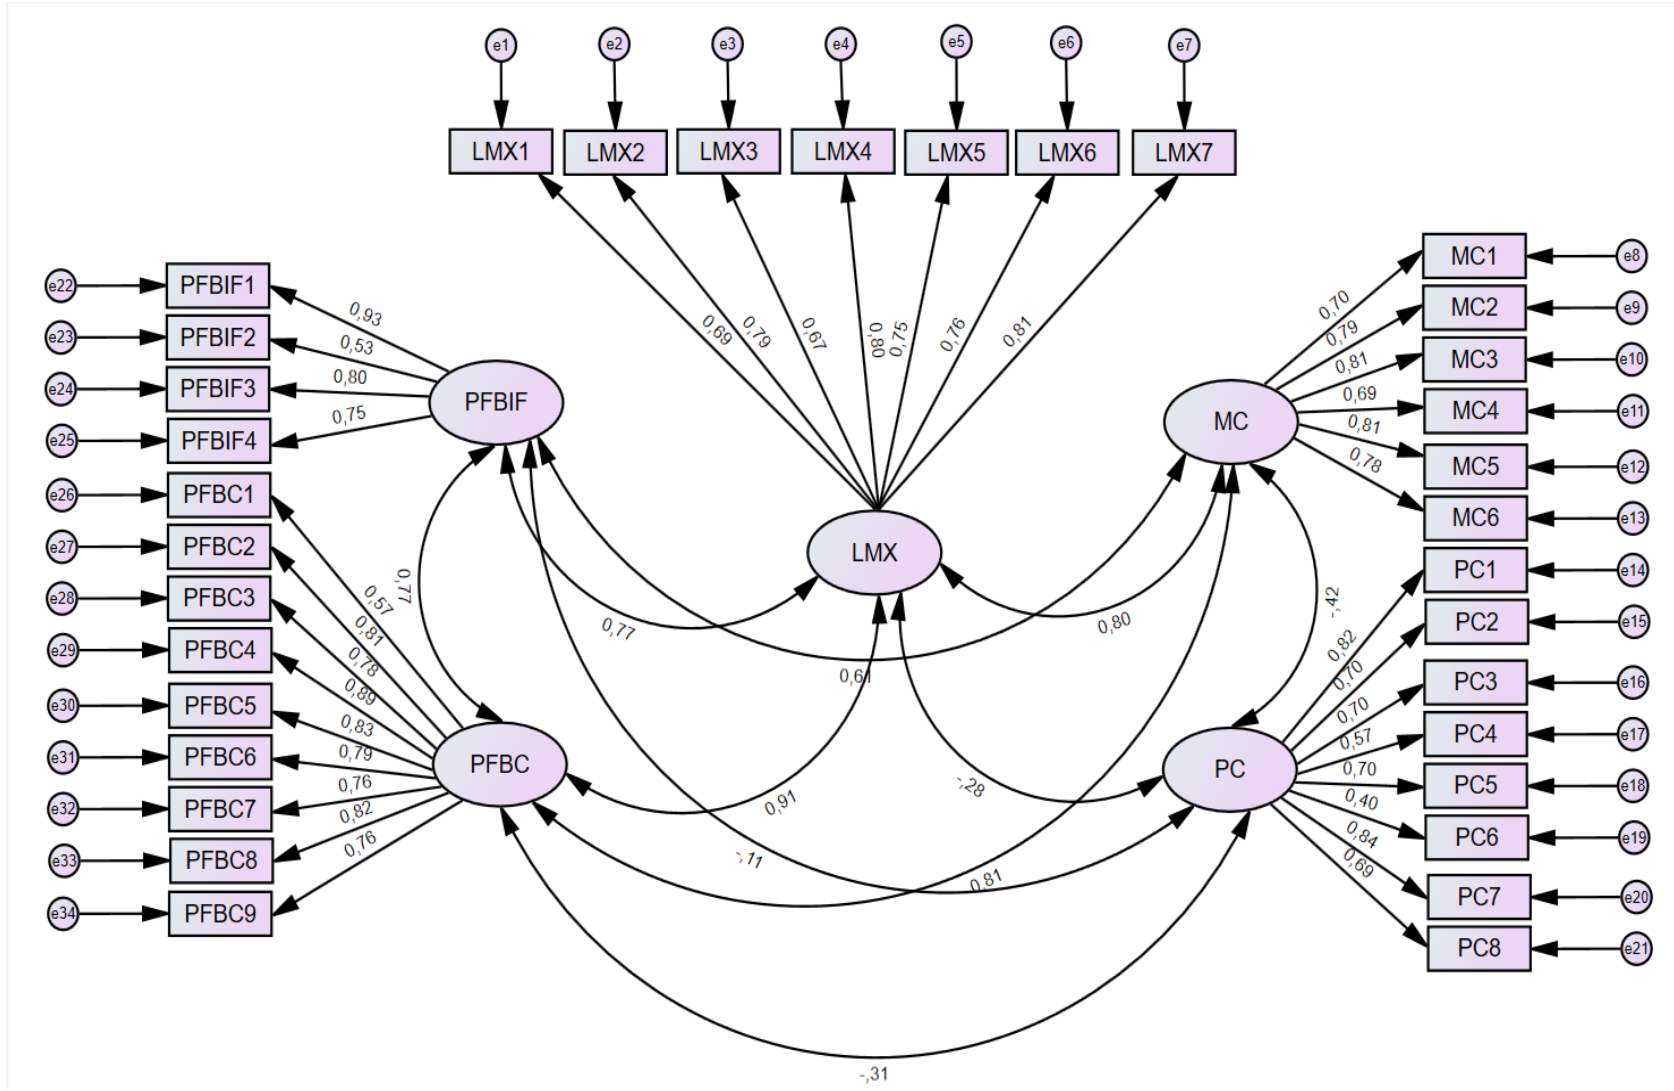 e1 e2 e3 e4 e5 e6 e7
LMX1 LMX2 LMX3 LMX4 LMX5 LMX6 LMX7
0,69 0,79 0,67 0,80 0,75 0,76 0,81
LMX
e22 PFBIF1 0,93
e23 PFBIF2 0,53
e24 PFBIF3 0,80
e25 PFBIF4 0,75
PFBIF
e26 PFBC1 0,57
e27 PFBC2 0,81
e28 PFBC3 0,78
e29 PFBC4 0,89
e30 PFBC5 0,83
e31 PFBC6 0,79
e32 PFBC7 0,76
e33 PFBC8 0,82
e34 PFBC9 0,76
PFBC
MC
0,70 MC1 e8
0,79 MC2 e9
0,81 MC3 e10
0,69 MC4 e11
0,81 MC5 e12
0,78 MC6 e13
PC
0,82 PC1 e14
0,70 PC2 e15
0,70 PC3 e16
0,57 PC4 e17
0,70 PC5 e18
0,40 PC6 e19
0,84 PC7 e20
0,69 PC8 e21
0,77
0,77
0,61
0,80
-,42
0,91
-,28
-,11
0,81
-,31